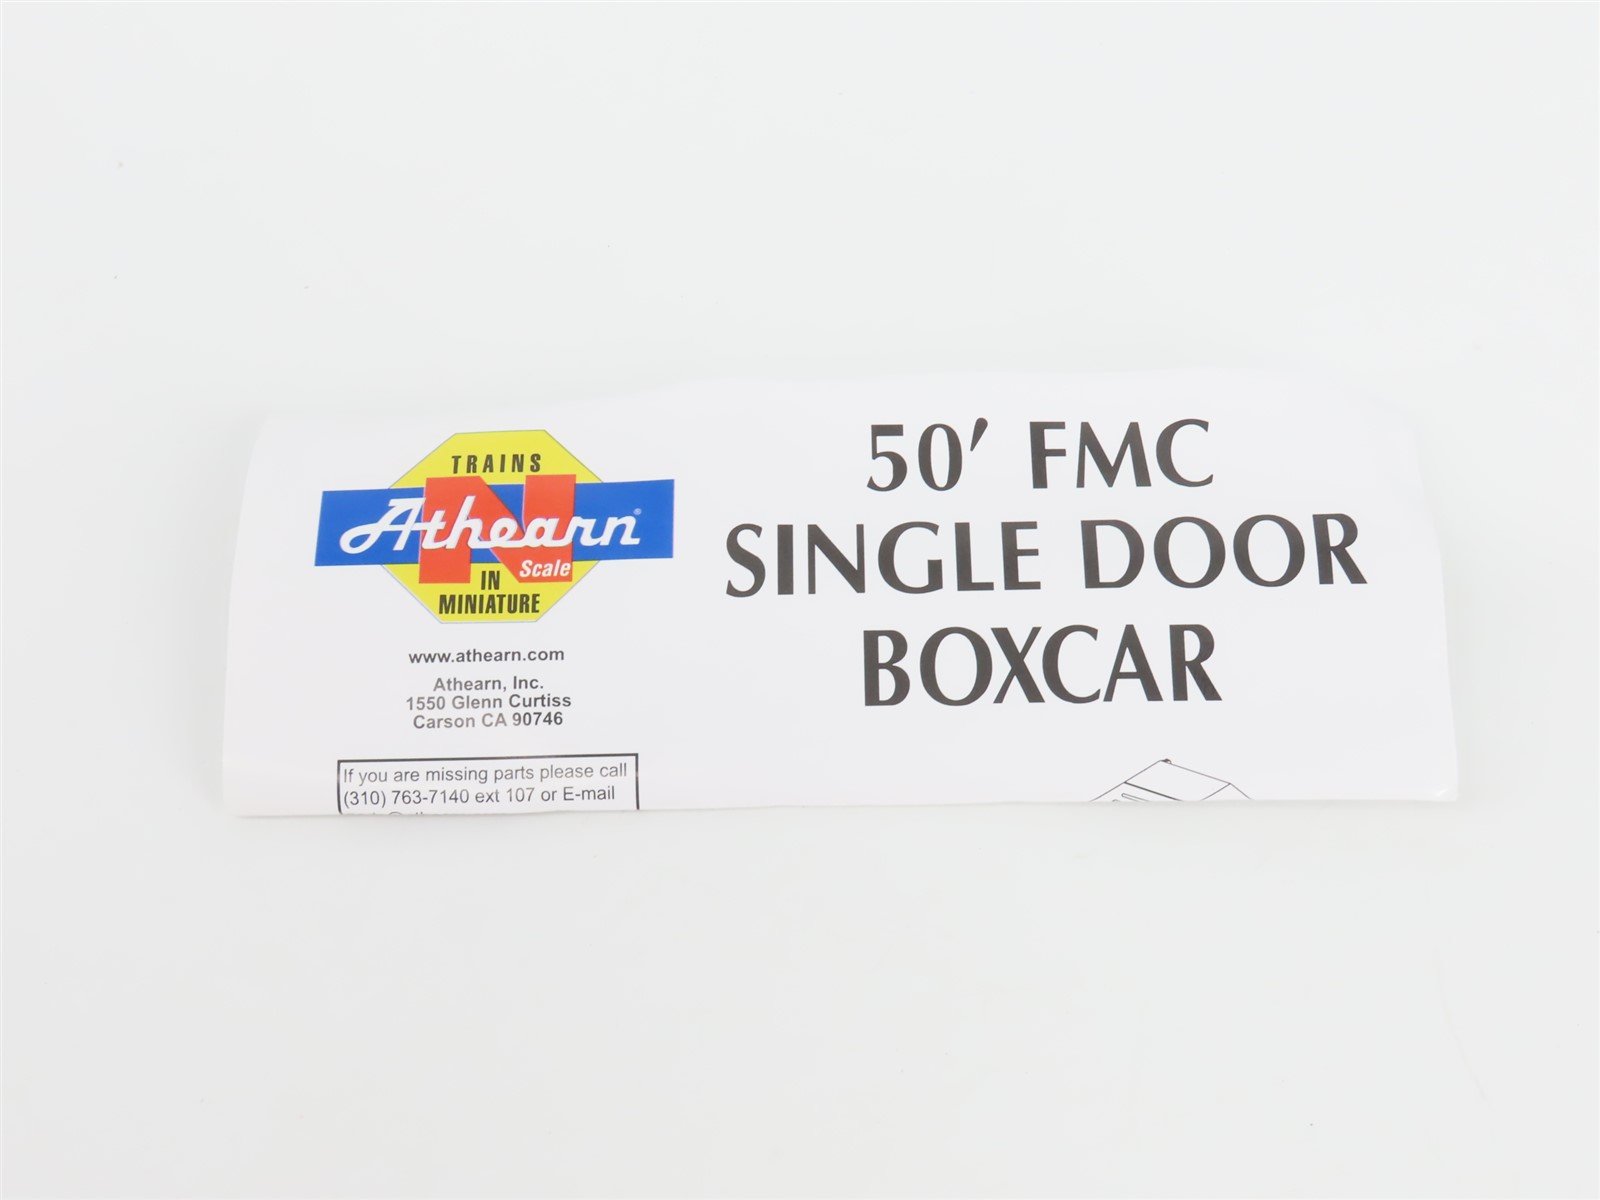 TRAINS
Athearn®
N Scale
IN
MINIATURE
www.athearn.com
Athearn, Inc.
1550 Glenn Curtiss
Carson CA 90746
If you are missing parts please call
(310) 763-7140 ext 107 or E-mail
50' FMC
SINGLE DOOR
BOXCAR